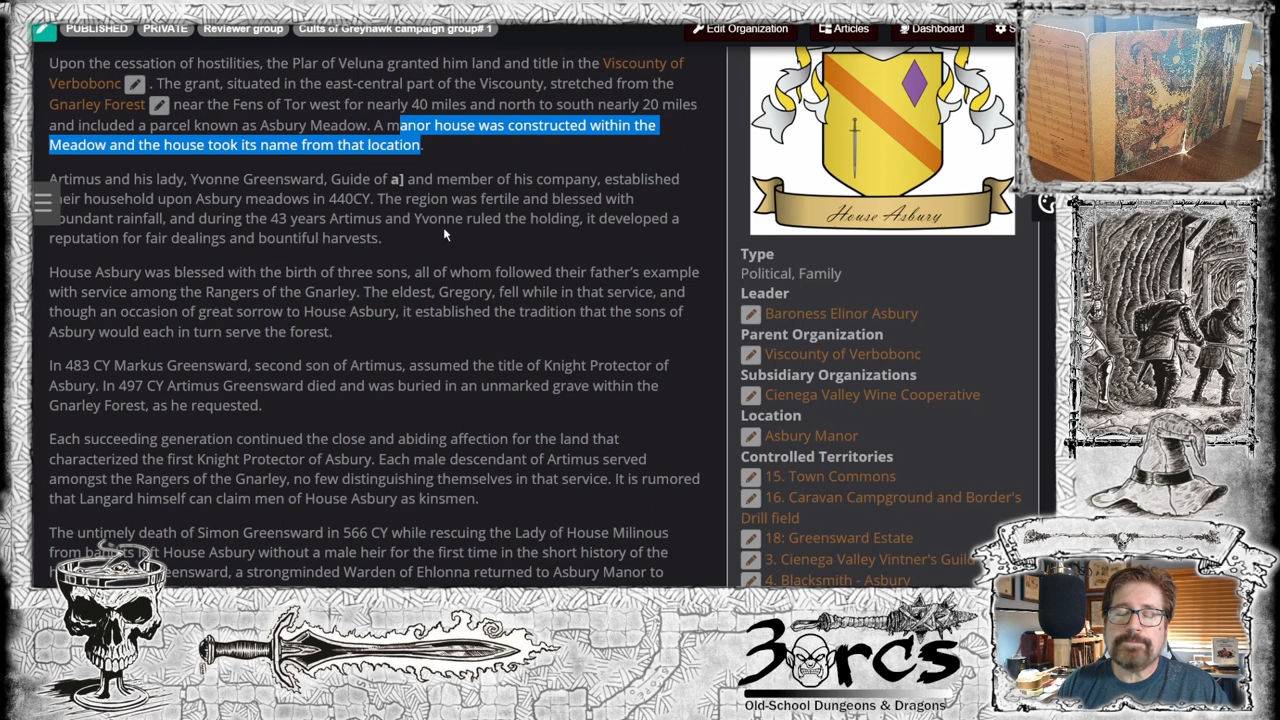 PUBLISHED PRIVATE Reviewer group Cults of Greyhawk campaign group# 1
Edit Organization Articles Dashboard S
Upon the cessation of hostilities, the Plar of Veluna granted him land and title in the Viscounty of
Verbobonc . The grant, situated in the east-central part of the Viscounty, stretched from the
Gnarley Forest near the Fens of Tor west for nearly 40 miles and north to south nearly 20 miles
and included a parcel known as Asbury Meadow. A manor house was constructed within the
Meadow and the house took its name from that location.
Artimus and his lady, Yvonne Greensward, Guide of a] and member of his company, established
their household upon Asbury meadows in 440CY. The region was fertile and blessed with
abundant rainfall, and during the 43 years Artimus and Yvonne ruled the holding, it developed a
reputation for fair dealings and bountiful harvests.
House Asbury was blessed with the birth of three sons, all of whom followed their father's example
with service among the Rangers of the Gnarley. The eldest, Gregory, fell while in that service, and
though an occasion of great sorrow to House Asbury, it established the tradition that the sons of
Asbury would each in turn serve the forest.
In 483 CY Markus Greensward, second son of Artimus, assumed the title of Knight Protector of
Asbury. In 497 CY Artimus Greensward died and was buried in an unmarked grave within the
Gnarley Forest, as he requested.
Each succeeding generation continued the close and abiding affection for the land that
characterized the first Knight Protector of Asbury. Each male descendant of Artimus served
amongst the Rangers of the Gnarley, no few distinguishing themselves in that service. It is rumored
that Langard himself can claim men of House Asbury as kinsmen.
The untimely death of Simon Greensward in 566 CY while rescuing the Lady of House Milinous
from left House Asbury without a male heir for the first time in the short history of the
Greensward, a strongminded Warden of Ehlonna returned to Asbury Manor to
House Asbury
Type
Political, Family
Leader
Baroness Elinor Asbury
Parent Organization
Viscounty of Verbobonc
Subsidiary Organizations
Cienega Valley Wine Cooperative
Location
Asbury Manor
Controlled Territories
15. Town Commons
16. Caravan Campground and Border's
Drill field
18: Greensward Estate
3. Cienega Valley Vintner's Guild
4. Blacksmith - Asbury
3 orcs
Old-School Dungeons & Dragons